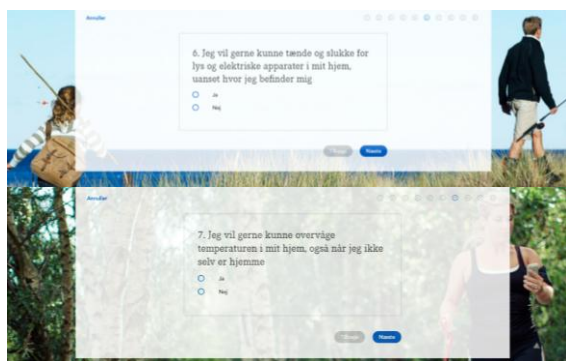 Annuller
6. Jeg vil gerne kunne tænde og slukke for
lys og elektriske apparater i mit hjem,
uanset hvor jeg befinder mig
Ja
Nej
Næste
Annuller
7. Jeg vil gerne kunne overvåge
temperaturen i mit hjem, også når jeg ikke
selv er hjemme
Ja
Nej
Næste